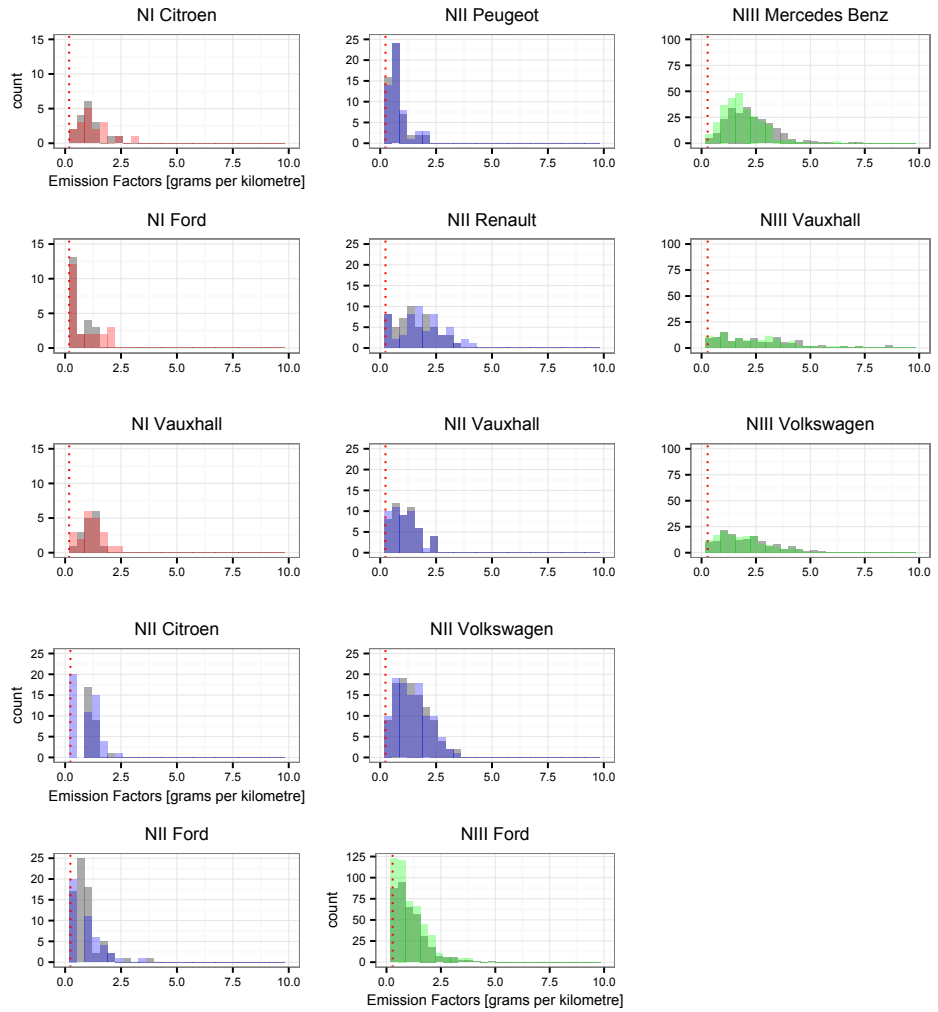 NI Citroen
NII Peugeot
NIII Mercedes Benz
15
10
5
0
count
0.0 2.5 5.0 7.5 10.0
Emission Factors [grams per kilometre]
25
20
15
10
5
0
0.0 2.5 5.0 7.5 10.0
100
75
50
25
0
0.0 2.5 5.0 7.5 10.0
NI Ford
NII Renault
NIII Vauxhall
15
10
5
0
0.0 2.5 5.0 7.5 10.0
25
20
15
10
5
0
0.0 2.5 5.0 7.5 10.0
100
75
50
25
0
0.0 2.5 5.0 7.5 10.0
NI Vauxhall
NII Vauxhall
NIII Volkswagen
15
10
5
0
0.0 2.5 5.0 7.5 10.0
25
20
15
10
5
0
0.0 2.5 5.0 7.5 10.0
100
75
50
25
0
0.0 2.5 5.0 7.5 10.0
NII Citroen
NII Volkswagen
25
20
15
10
5
0
count
0.0 2.5 5.0 7.5 10.0
Emission Factors [grams per kilometre]
25
20
15
10
5
0
0.0 2.5 5.0 7.5 10.0
NII Ford
NIII Ford
25
20
15
10
5
0
0.0 2.5 5.0 7.5 10.0
125
100
75
50
25
0
count
0.0 2.5 5.0 7.5 10.0
Emission Factors [grams per kilometre]